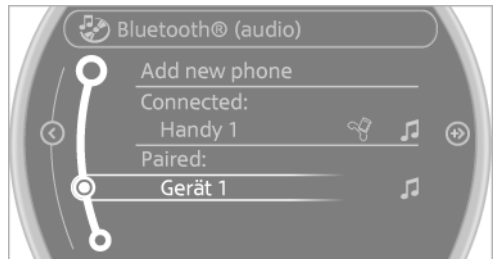 Bluetooth® (audio)
Add new phone
Connected:
Handy 1
Paired:
Gerät 1